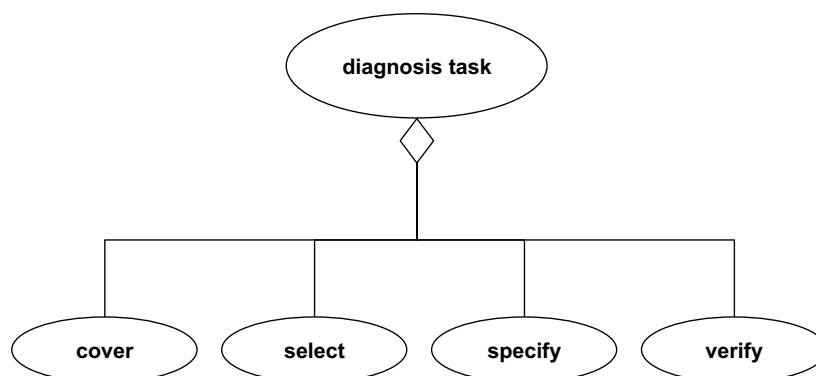 diagnosis task
cover
select
specify
verify